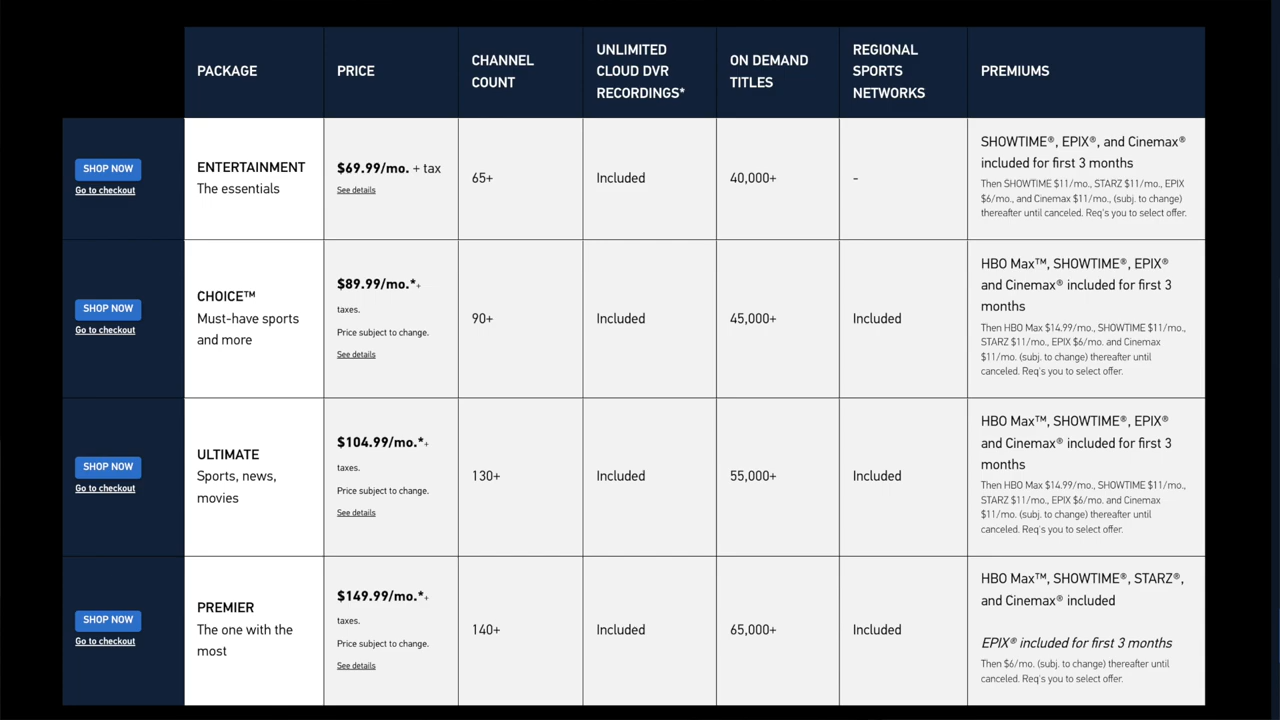 PACKAGE
PRICE
CHANNEL
COUNT
UNLIMITED
CLOUD DVR
RECORDINGS*
ON DEMAND
TITLES
REGIONAL
SPORTS
NETWORKS
PREMIUMS
SHOP NOW
Go to checkout
ENTERTAINMENT
The essentials
$69.99/mo. + tax
See details
65+
Included
40,000+
-
SHOWTIME®, EPIX®, and Cinemax®
included for first 3 months
Then SHOWTIME $11/mo., STARZ $11/mo., EPIX
$6/mo., and Cinemax $11/mo., (subj. to change)
thereafter until canceled. Req's you to select offer.
SHOP NOW
Go to checkout
CHOICE™
Must-have sports
and more
$89.99/mo.*+
taxes.
Price subject to change.
See details
90+
Included
45,000+
Included
HBO Max™, SHOWTIME®, EPIX®
and Cinemax® included for first 3
months
Then HBO Max $14.99/mo., SHOWTIME $11/mo.,
STARZ $11/mo., EPIX $6/mo. and Cinemax
$11/mo. (subj. to change) thereafter until
canceled. Req's you to select offer.
SHOP NOW
Go to checkout
ULTIMATE
Sports, news,
movies
$104.99/mo.*+
taxes.
Price subject to change.
See details
130+
Included
55,000+
Included
HBO Max™, SHOWTIME®, EPIX®
and Cinemax® included for first 3
months
Then HBO Max $14.99/mo., SHOWTIME $11/mo.,
STARZ $11/mo., EPIX $6/mo. and Cinemax
$11/mo. (subj. to change) thereafter until
canceled. Req's you to select offer.
SHOP NOW
Go to checkout
PREMIER
The one with the
most
$149.99/mo.*+
taxes.
Price subject to change.
See details
140+
Included
65,000+
Included
HBO Max™, SHOWTIME®, STARZ®,
and Cinemax® included
EPIX® included for first 3 months
Then $6/mo. (subj. to change) thereafter until
canceled. Req's you to select offer.